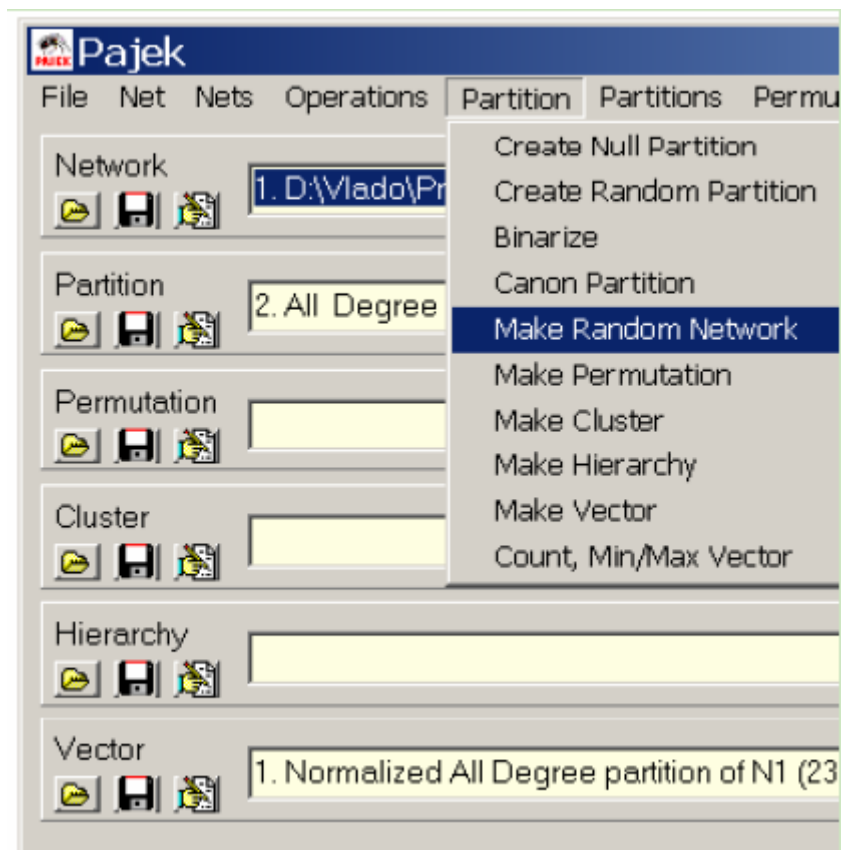 PAJEK Pajek
File Net Nets Operations Partition Partitions Permu
Network
1. D:\Vlado\Pr
Create Null Partition
Create Random Partition
Binarize
Canon Partition
Make Random Network
Make Permutation
Make Cluster
Make Hierarchy
Make Vector
Count, Min/Max Vector
Partition
2. All Degree
Permutation
Cluster
Hierarchy
Vector
1. Normalized All Degree partition of N1 (23